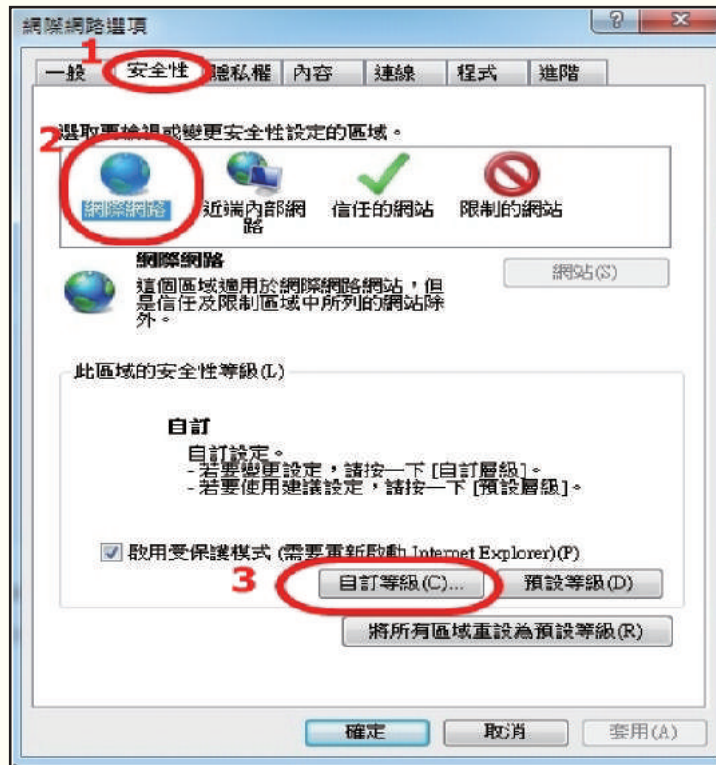 網際網路選項
1
一般 安全性 隱私權 內容 連線 程式 進階
選取要檢視或變更安全性設定的區域。
2
網際網路 近端內部網路 信任的網站 限制的網站
網際網路
網站(S)
這個區域適用於網際網路網站，但
是信任及限制區域中所列的網站除
外。
此區域的安全性等級(L)
自訂
自訂設定。
-若要變更設定，請按一下 [自訂層級]。
-若要使用建議設定，請按一下 [預設層級]。
啟用受保護模式 (需要重新啟動 Internet Explorer)(P)
3
自訂等級(C)... 預設等級(D)
將所有區域重設為預設等級(R)
確定 取消 套用(A)